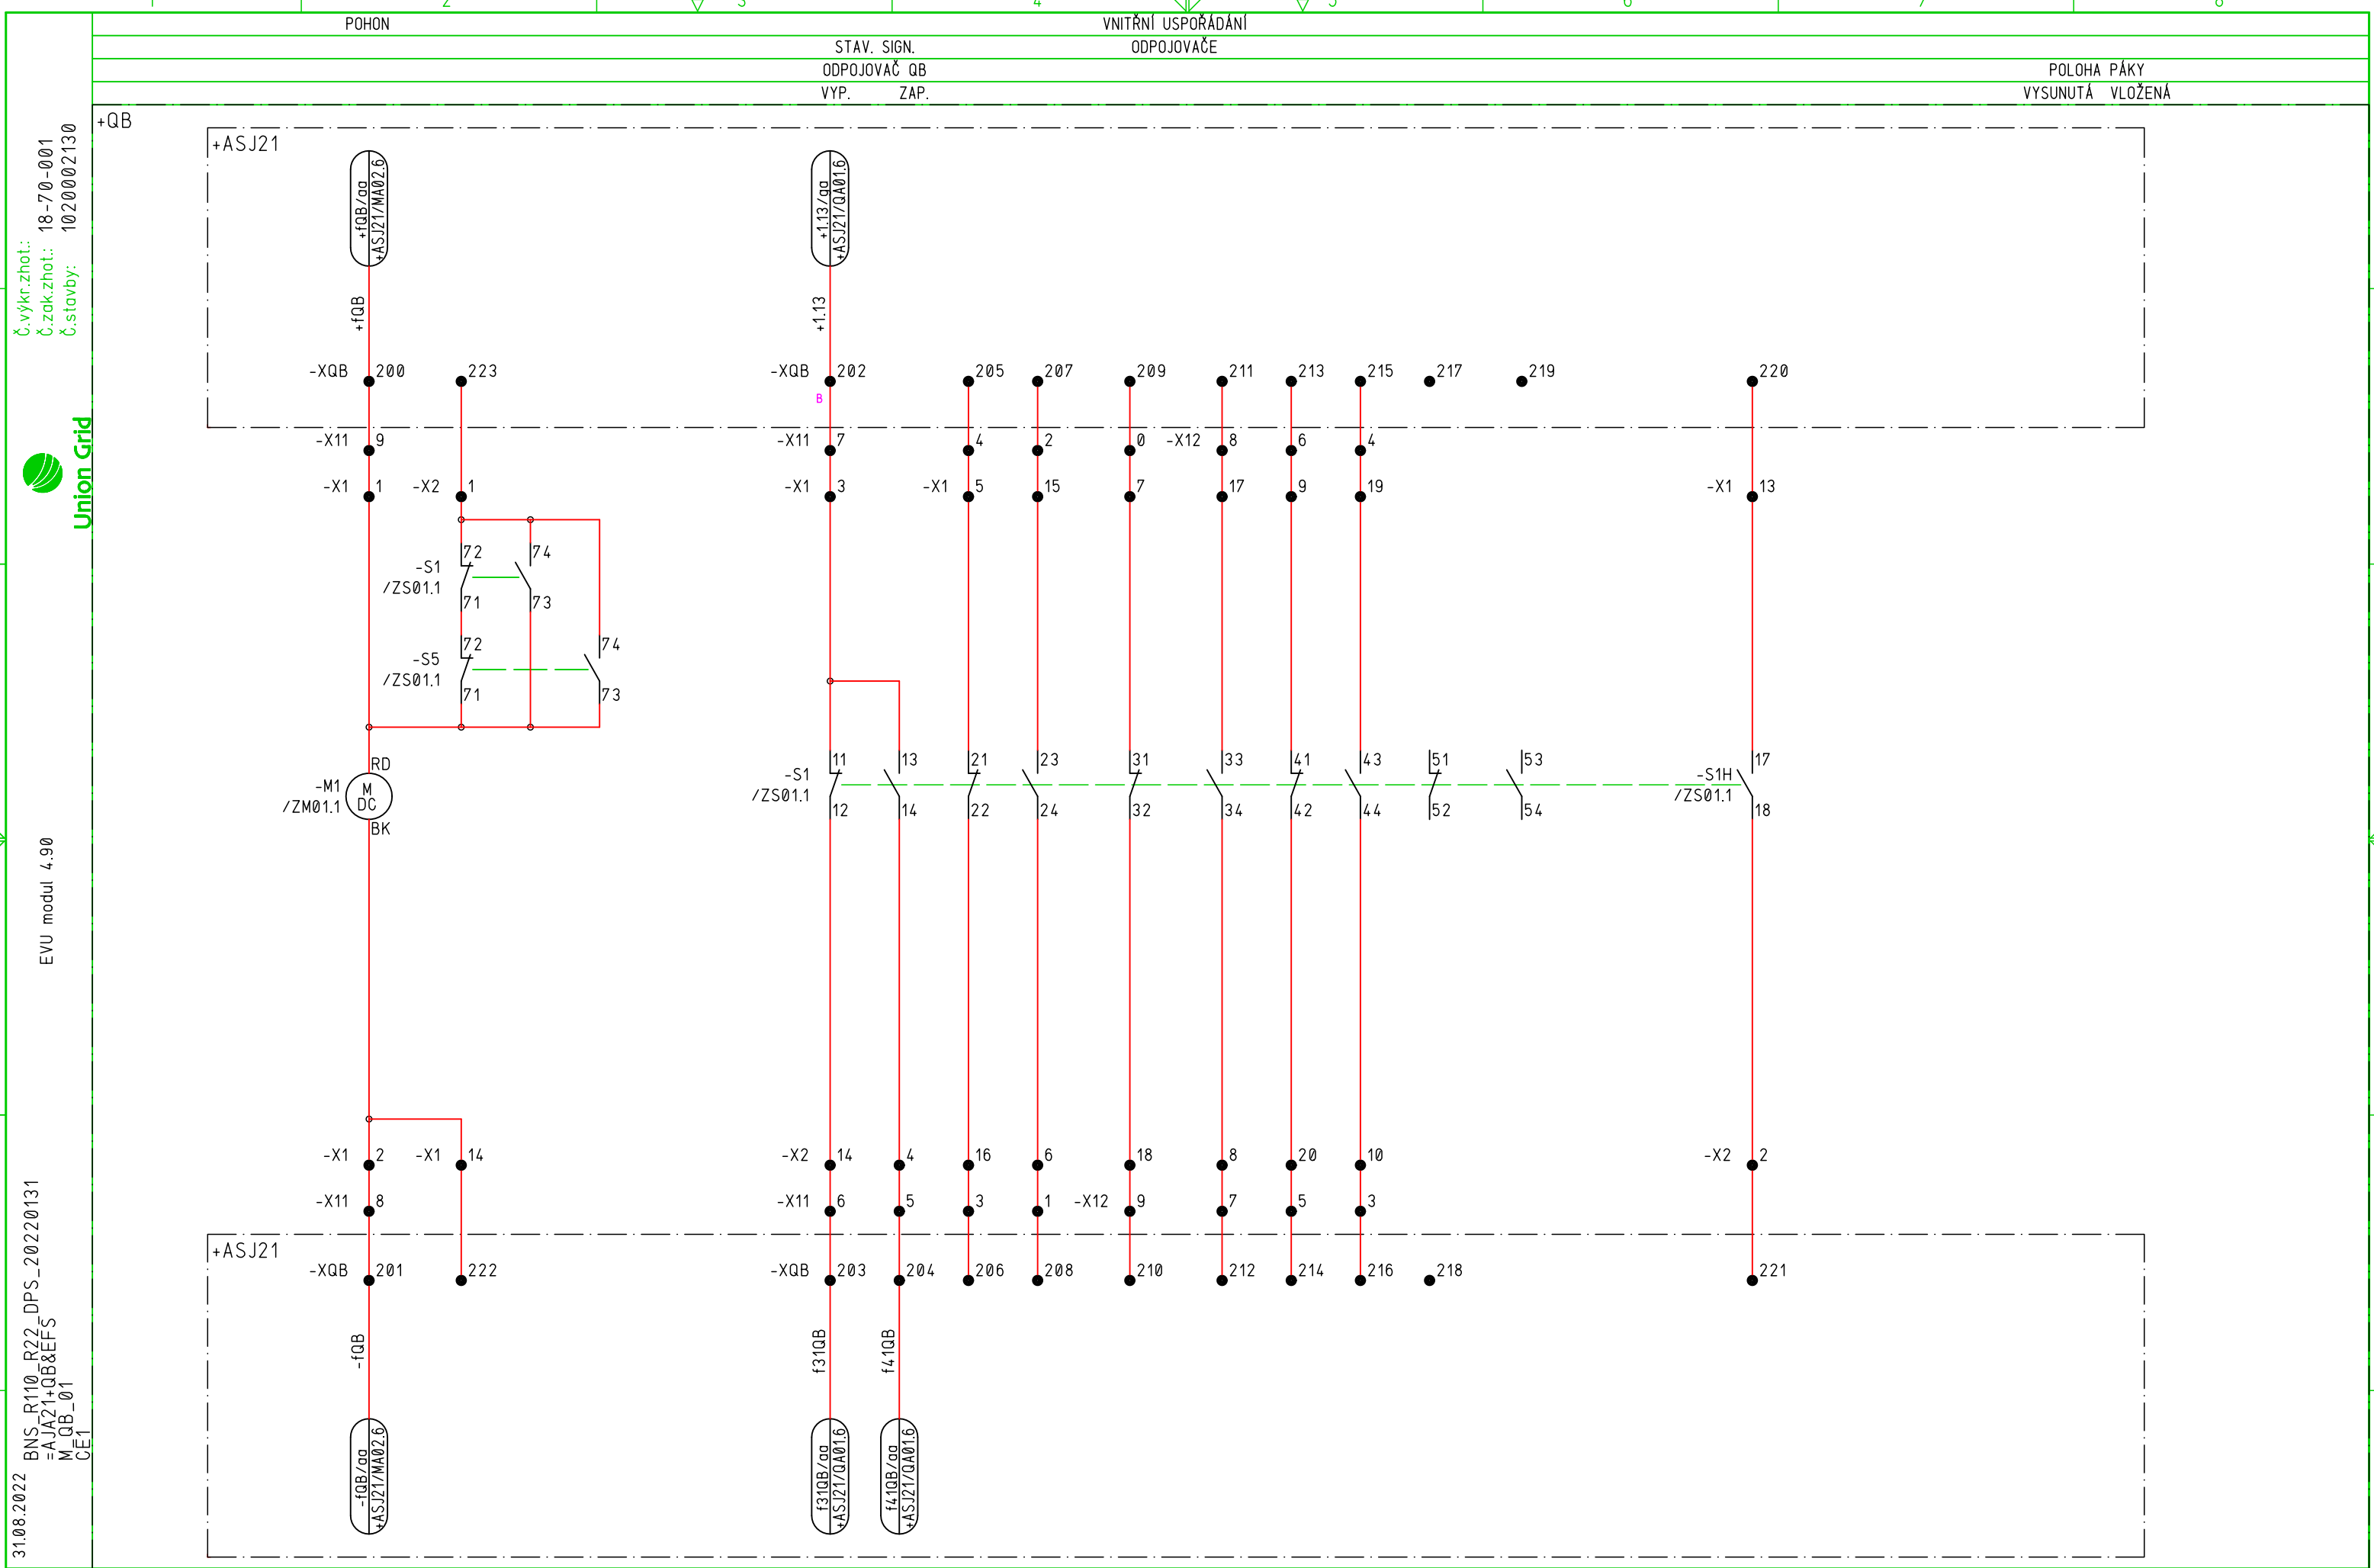 1 2 3 4 5 6 7 8
POHON VNITŘNÍ USPOŘÁDÁNÍ
STAV. SIGN. ODPOJOVAČE
ODPOJOVAČ QB POLOHA PÁKY
VYP. ZAP. VYSUNUTÁ VLOŽENÁ
Č.výkr.zhot.:
Č.zak.zhot.: 18-70-001
Č.stavby: 1020002130
Union Grid
EVU modul 4.90
BNS_R110_R22_DPS_20220131
=AJA21+QB&EFS
M_QB_01
ČE1
31.08.2022
+QB
+ASJ21
+fQB/aa
+ASJ21/MA02.6
+1.13/aa
+ASJ21/QA01.6
+fQB
+1.13
-XQB 200 223 -XQB 202 205 207 209 211 213 215 217 219 220
B
-X11 9 -X11 7 4 2 0 -X12 8 6 4
-X1 1 -X2 1 -X1 3 -X1 5 15 7 17 9 19 -X1 13
72 74
-S1
/ZS01.1
71 73
72 74
-S5
/ZS01.1
71 73
RD
-M1 M
/ZM01.1 DC
BK
11 13 21 23 31 33 41 43 51 53 17
-S1 -S1H
/ZS01.1 /ZS01.1
12 14 22 24 32 34 42 44 52 54 18
-X1 2 -X1 14 -X2 14 4 16 6 18 8 20 10 -X2 2
-X11 8 -X11 6 5 3 1 -X12 9 7 5 3
+ASJ21
-XQB 201 222 -XQB 203 204 206 208 210 212 214 216 218 221
-fQB
f31QB
f41QB
-fQB/aa
+ASJ21/MA02.6
f31QB/aa
+ASJ21/QA01.6
f41QB/aa
+ASJ21/QA01.6